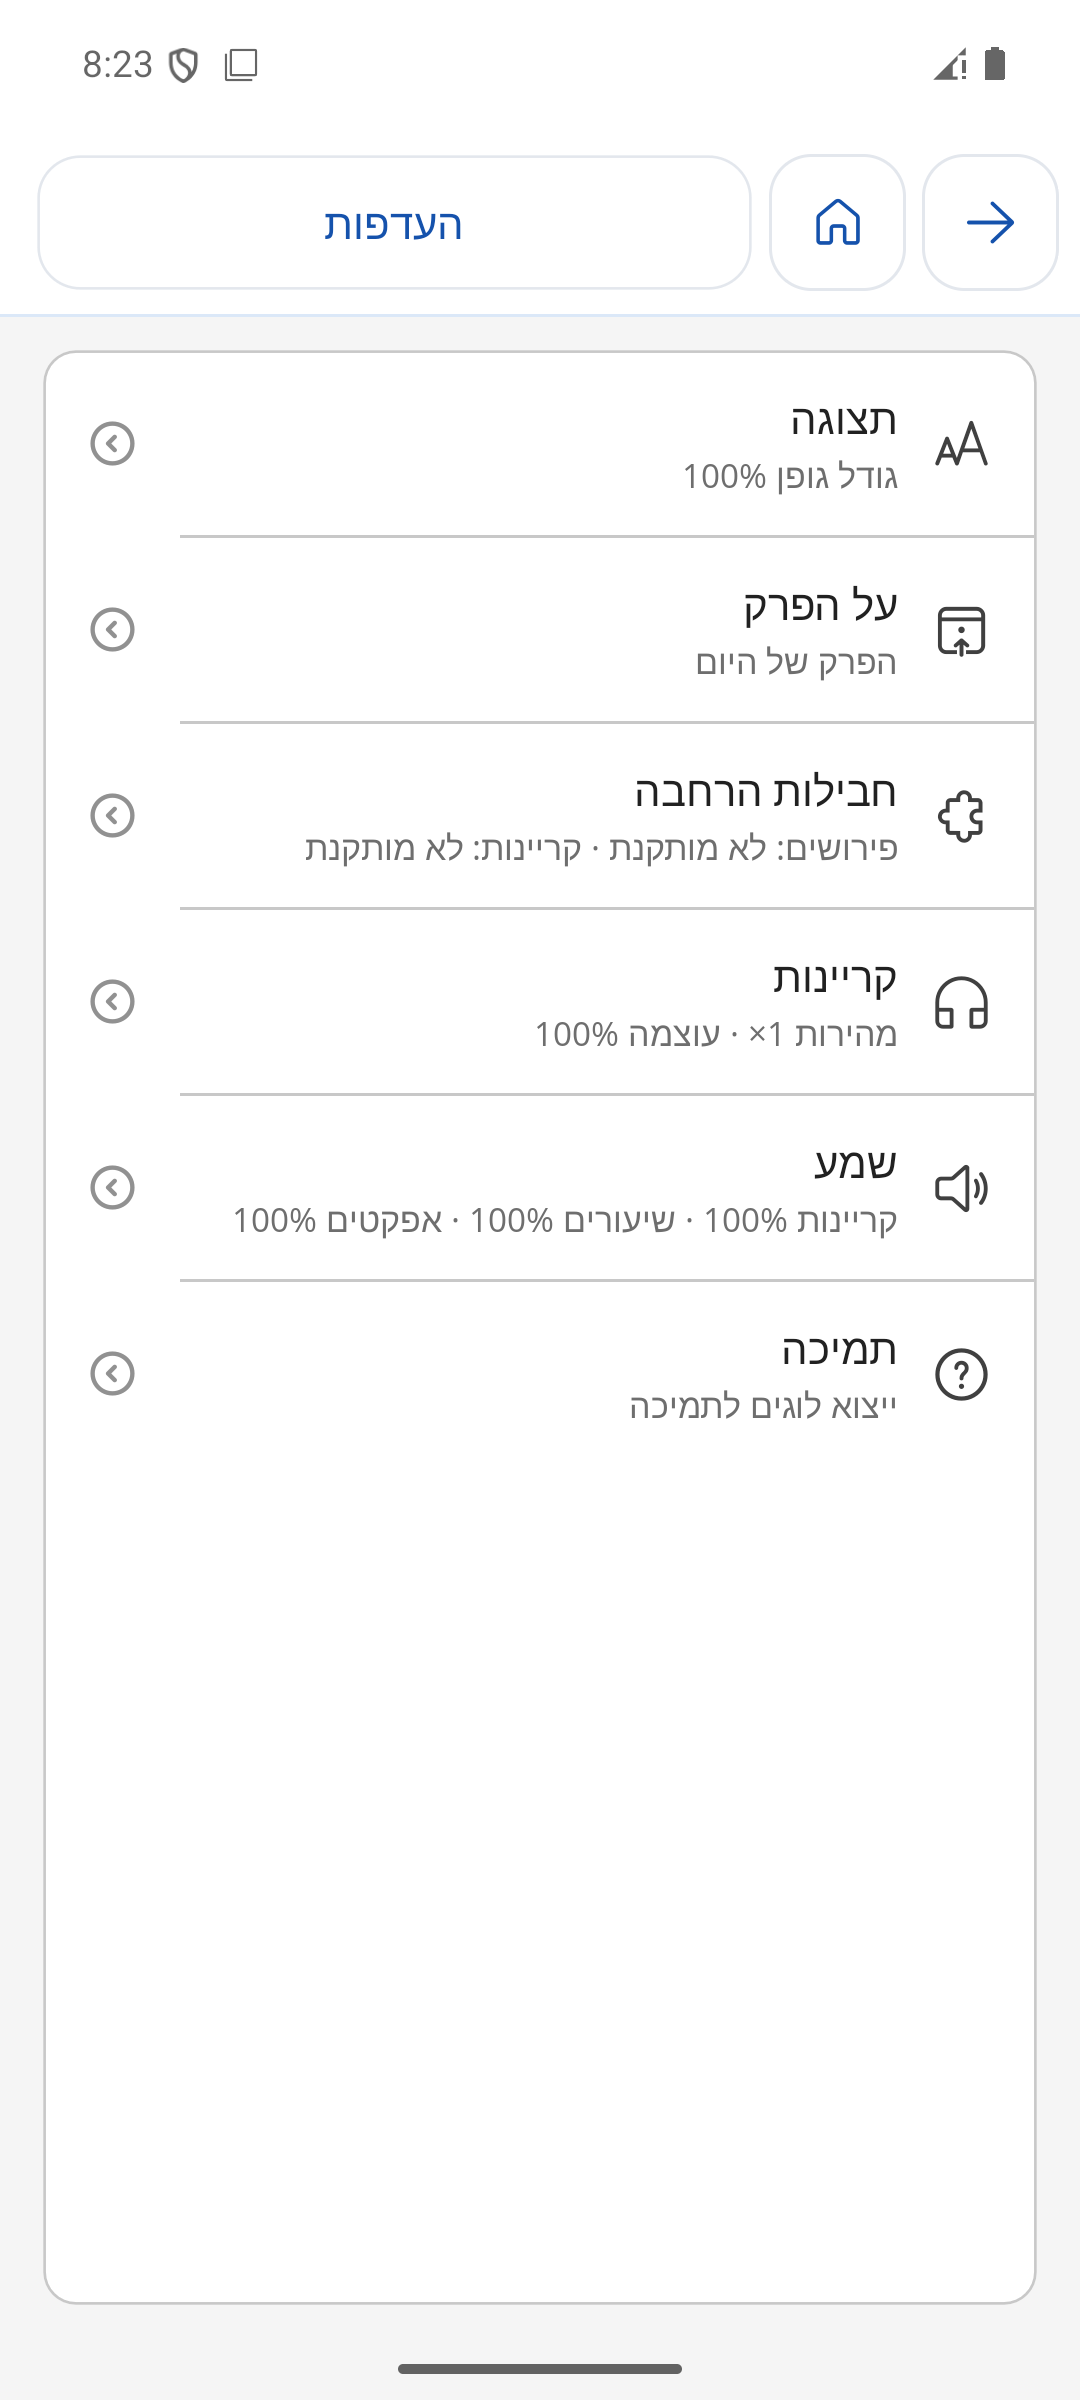 8:23
העדפות
תצוגה
גודל גופן 100%
על הפרק
הפרק של היום
חבילות הרחבה
פירושים: לא מותקנת · קריינות: לא מותקנת
קריינות
מהירות 1× · עוצמה 100%
שמע
קריינות 100% · שיעורים 100% · אפקטים 100%
תמיכה
ייצוא לוגים לתמיכה